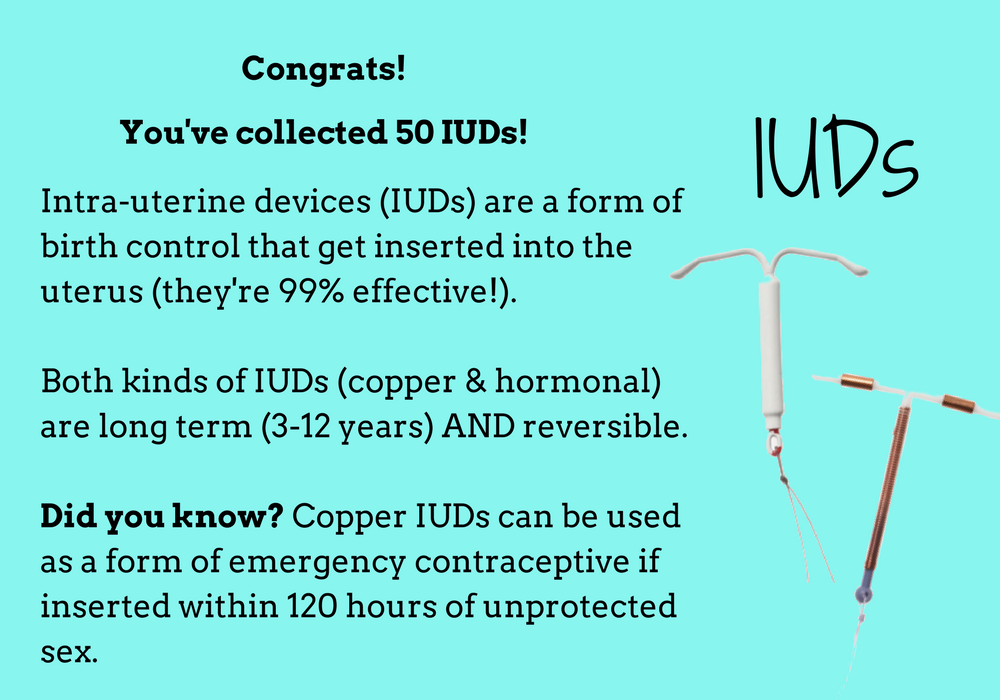 Congrats!
You've collected 50 IUDs!
IUDs
Intra-uterine devices (IUDs) are a form of
birth control that get inserted into the
uterus (they're 99% effective!).
Both kinds of IUDs (copper & hormonal)
are long term (3-12 years) AND reversible.
Did you know? Copper IUDs can be used
as a form of emergency contraceptive if
inserted within 120 hours of unprotected
sex.